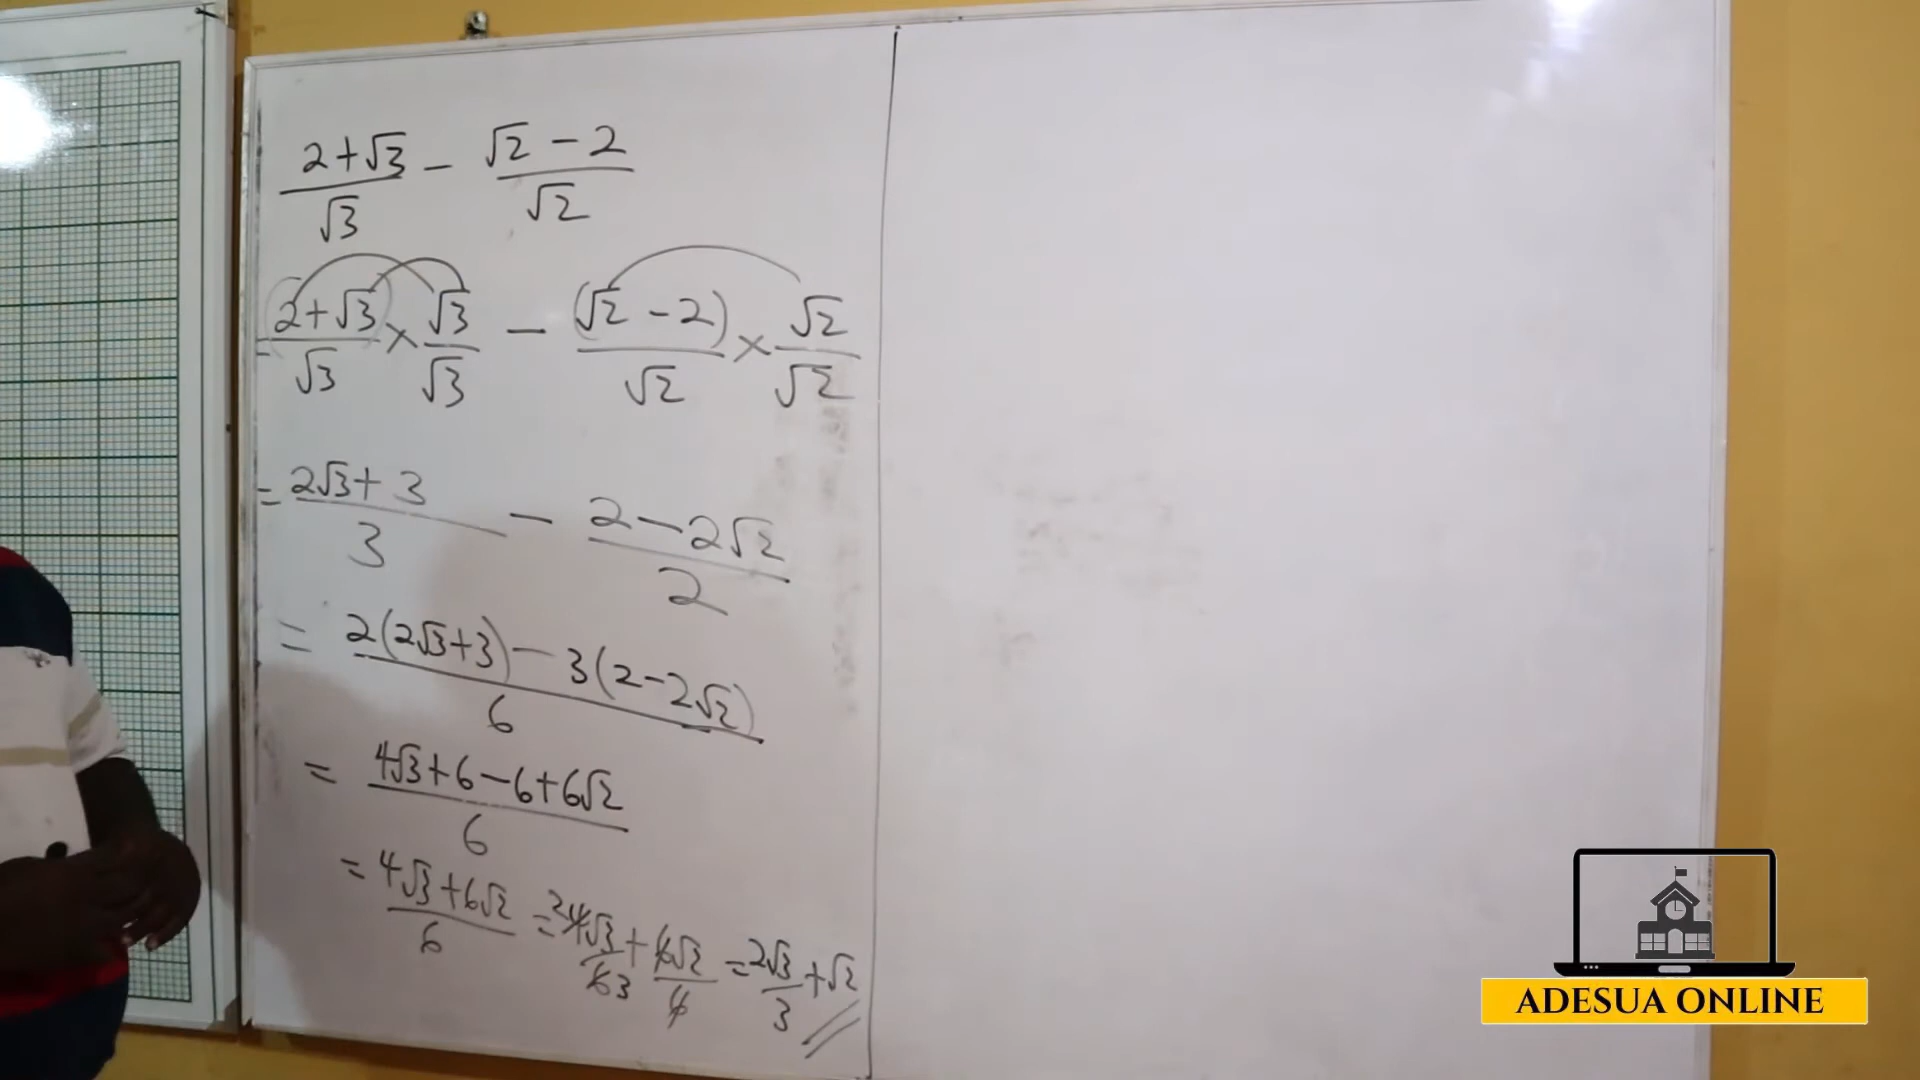 2+√3/√3 − √2−2/√2
= (2+√3)/√3 × √3/√3 − (√2−2)/√2 × √2/√2
= 2√3+3/3 − 2−2√2/2
= 2(2√3+3)−3(2−2√2)/6
= 4√3+6−6+6√2/6
= 4√3+6√2/6 = 2 4√3/6 3 + 6√2/6 = 2√3/3 + √2
ADESUA ONLINE